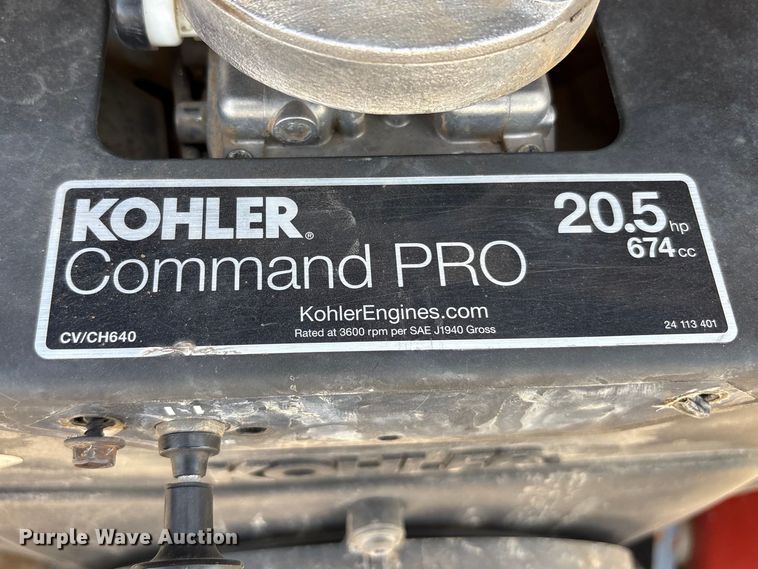 KOHLER®
20.5 hp
674 cc
Command PRO
KohlerEngines.com
Rated at 3600 rpm per SAE J1940 Gross
CV/CH640
24 113 401
KOHLER
Purple Wave Auction